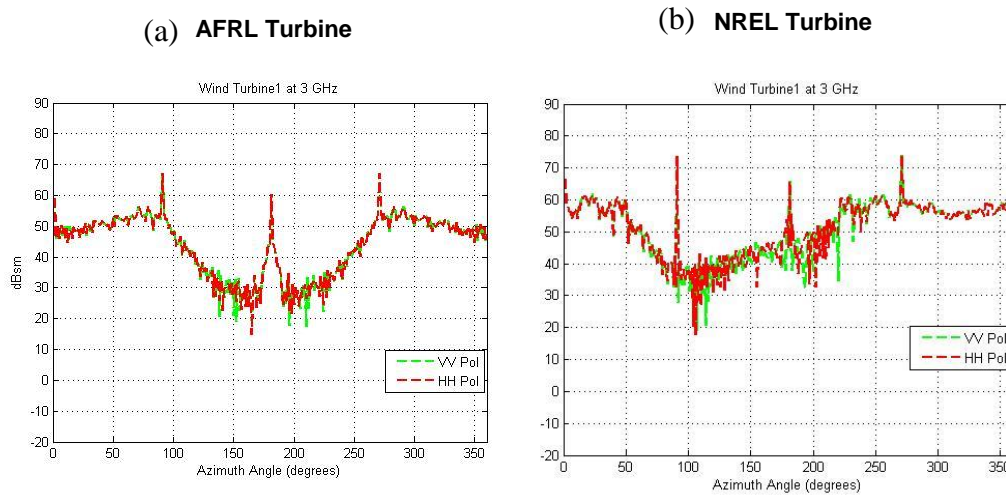 (a) AFRL Turbine
Wind Turbine1 at 3 GHz
90
80
70
60
50
40
30
20
10
0
-10
-20
dBsm
0 50 100 150 200 250 300 350
Azimuth Angle (degrees)
VV Pol
HH Pol
(b) NREL Turbine
Wind Turbine1 at 3 GHz
90
80
70
60
50
40
30
20
10
0
-10
-20
0 50 100 150 200 250 300 350
Azimuth Angle (degrees)
VV Pol
HH Pol